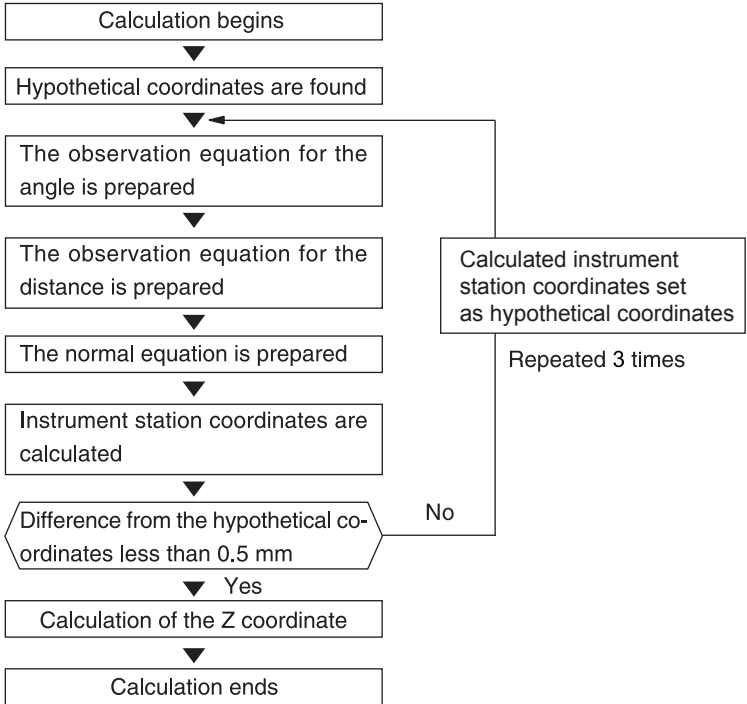 Calculation begins
Hypothetical coordinates are found
The observation equation for the
angle is prepared
The observation equation for the
distance is prepared
The normal equation is prepared
Instrument station coordinates are
calculated
Difference from the hypothetical co-
ordinates less than 0.5 mm
No
Calculated instrument
station coordinates set
as hypothetical coordinates
Repeated 3 times
Yes
Calculation of the Z coordinate
Calculation ends